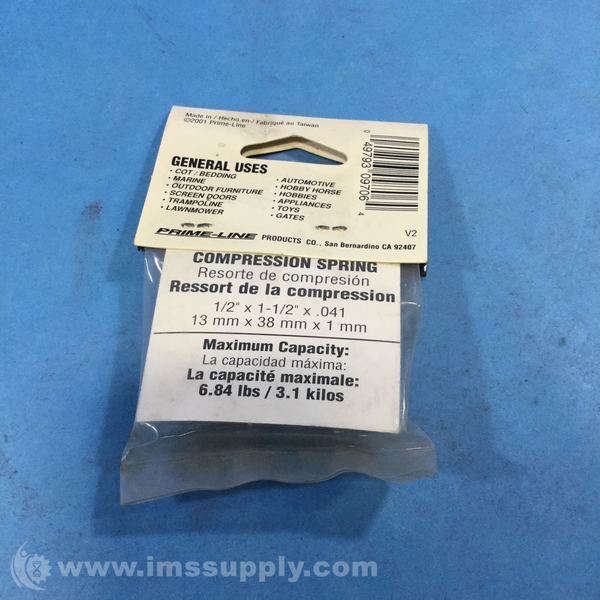 Made in / Hecho en / Fabriqué au Taiwan
©2001 Prime-Line
GENERAL USES
• COT / BEDDING
• MARINE
• OUTDOOR FURNITURE
• SCREEN DOORS
• TRAMPOLINE
• LAWNMOWER
• AUTOMOTIVE
• HOBBY HORSE
• HOBBIES
• APPLIANCES
• TOYS
• GATES
0 49793 09706 4
V2
PRIME-LINE PRODUCTS CO., San Bernardino CA 92407
COMPRESSION SPRING
Resorte de compresión
Ressort de la compression
1/2" x 1-1/2" x .041
13 mm x 38 mm x 1 mm
Maximum Capacity:
La capacidad máxima:
La capacité maximale:
6.84 lbs / 3.1 kilos
www.imssupply.com